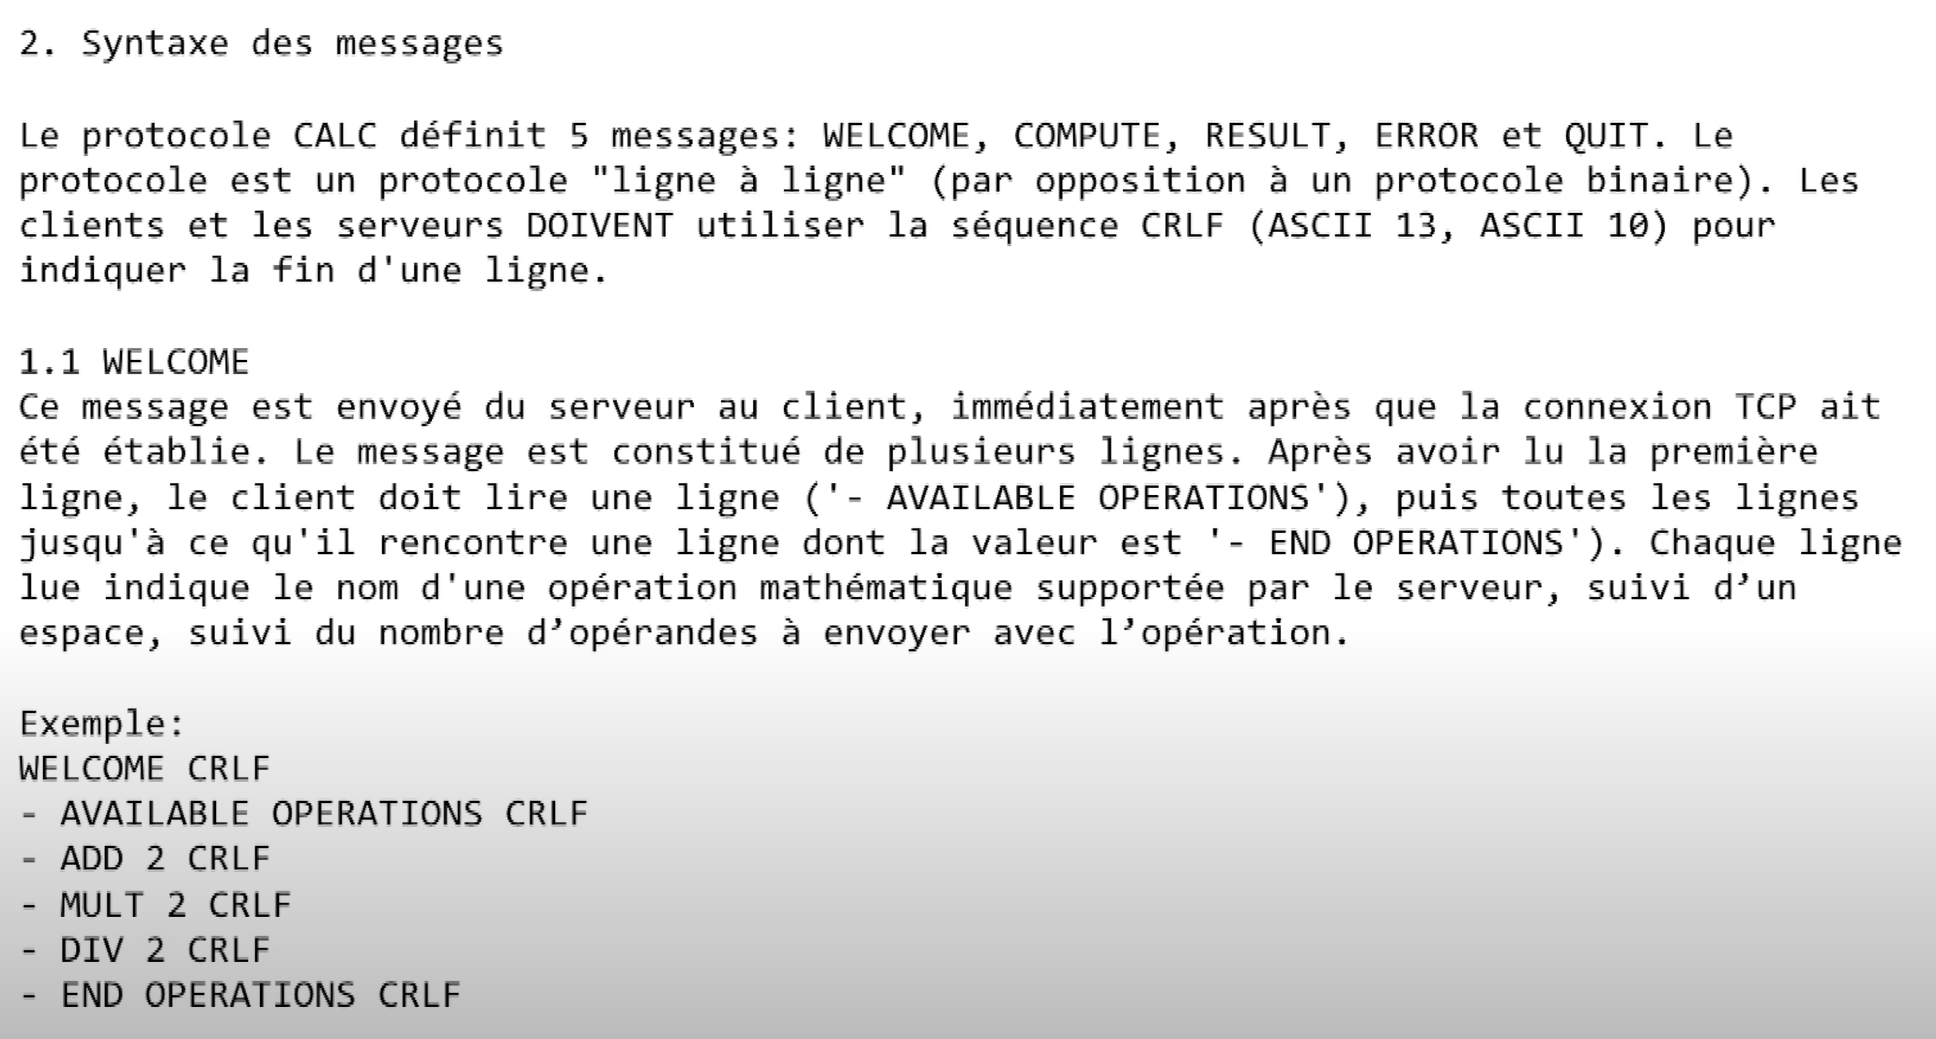 2. Syntaxe des messages
Le protocole CALC définit 5 messages: WELCOME, COMPUTE, RESULT, ERROR et QUIT. Le
protocole est un protocole "ligne à ligne" (par opposition à un protocole binaire). Les
clients et les serveurs DOIVENT utiliser la séquence CRLF (ASCII 13, ASCII 10) pour
indiquer la fin d'une ligne.
1.1 WELCOME
Ce message est envoyé du serveur au client, immédiatement après que la connexion TCP ait
été établie. Le message est constitué de plusieurs lignes. Après avoir lu la première
ligne, le client doit lire une ligne ('- AVAILABLE OPERATIONS'), puis toutes les lignes
jusqu'à ce qu'il rencontre une ligne dont la valeur est '- END OPERATIONS'). Chaque ligne
lue indique le nom d'une opération mathématique supportée par le serveur, suivi d’un
espace, suivi du nombre d’opérandes à envoyer avec l’opération.
Exemple:
WELCOME CRLF
- AVAILABLE OPERATIONS CRLF
- ADD 2 CRLF
- MULT 2 CRLF
- DIV 2 CRLF
- END OPERATIONS CRLF